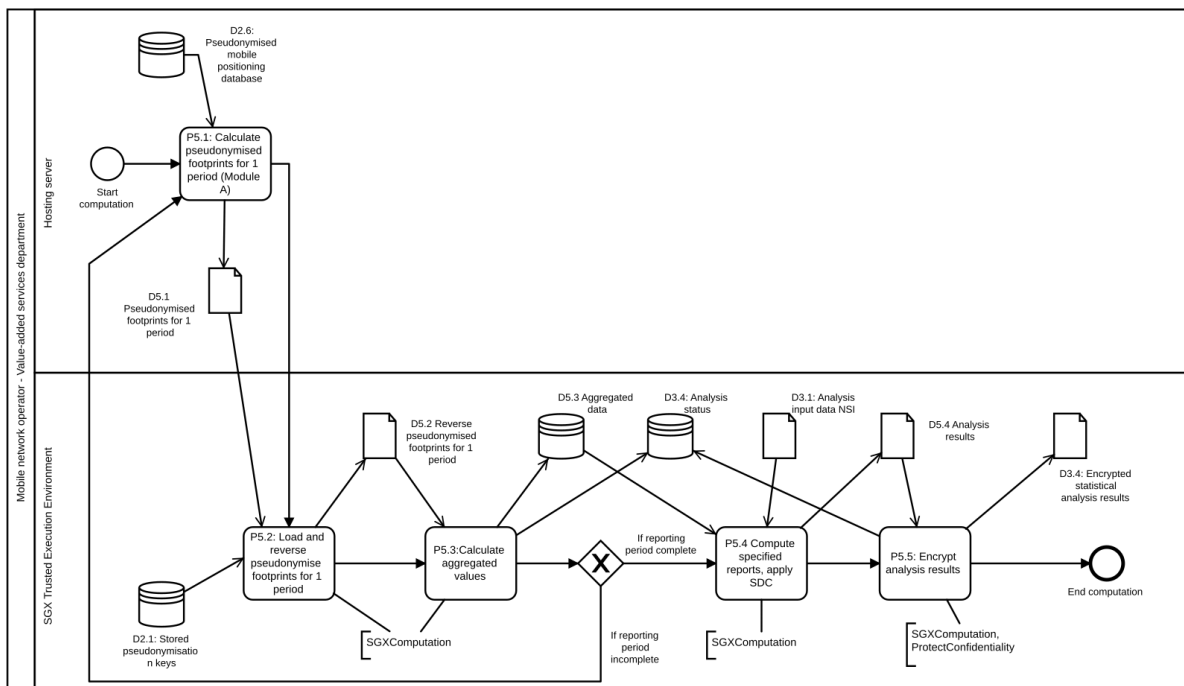 Mobile network operator - Value-added services department
Hosting server
D2.6:
Pseudonymised
mobile
positioning
database
P5.1: Calculate
pseudonymised
footprints for 1
period (Module
A)
Start
computation
D5.1
Pseudonymised
footprints for 1
period
SGX Trusted Execution Environment
D5.2 Reverse
pseudonymised
footprints for 1
period
D5.3 Aggregated
data
D3.4: Analysis
status
D3.1: Analysis
input data NSI
D5.4 Analysis
results
D3.4: Encrypted
statistical
analysis results
P5.2: Load and
reverse
pseudonymise
footprints for 1
period
P5.3:Calculate
aggregated
values
X
If reporting
period complete
P5.4 Compute
specified
reports, apply
SDC
P5.5: Encrypt
analysis results
End computation
D2.1: Stored
pseudonymisatio
n keys
SGXComputation
If reporting
period
incomplete
SGXComputation
SGXComputation,
ProtectConfidentiality